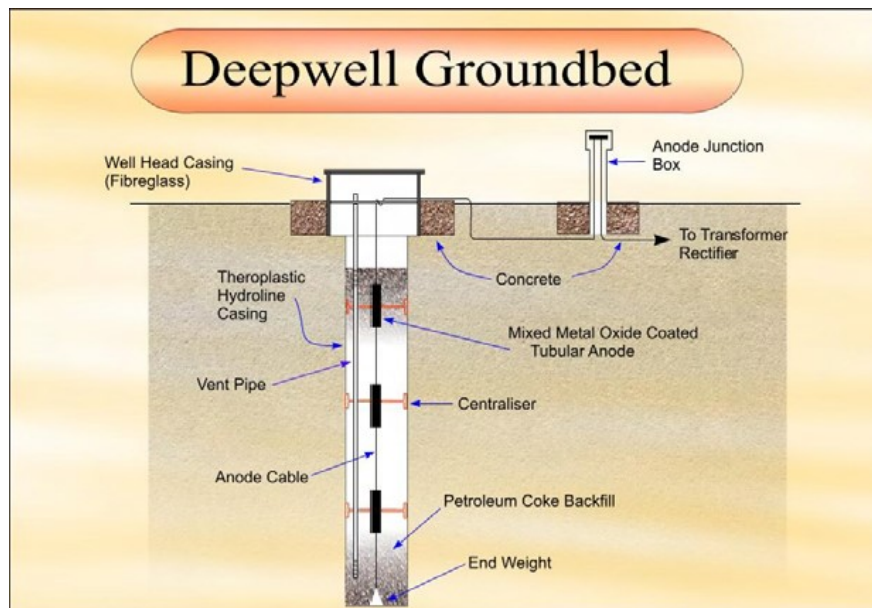 Deepwell Groundbed
Well Head Casing
(Fibreglass)
Anode Junction
Box
To Transformer
Rectifier
Concrete
Theroplastic
Hydroline
Casing
Mixed Metal Oxide Coated
Tubular Anode
Vent Pipe
Centraliser
Anode Cable
Petroleum Coke Backfill
End Weight